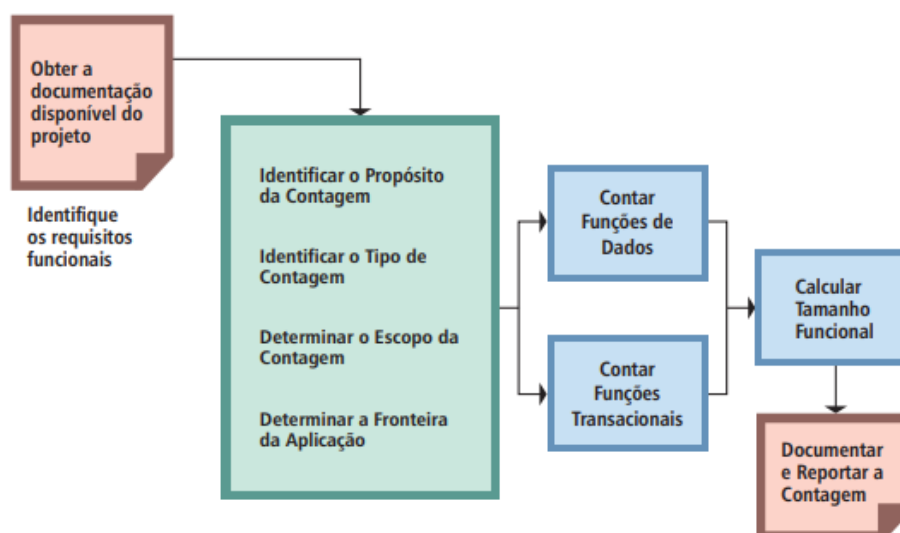 Obter a
documentação
disponível do
projeto
Identifique
os requisitos
funcionais
Identificar o Propósito
da Contagem
Identificar o Tipo de
Contagem
Determinar o Escopo da
Contagem
Determinar a Fronteira
da Aplicação
Contar
Funções de
Dados
Contar
Funções
Transacionais
Calcular
Tamanho
Funcional
Documentar
e Reportar a
Contagem